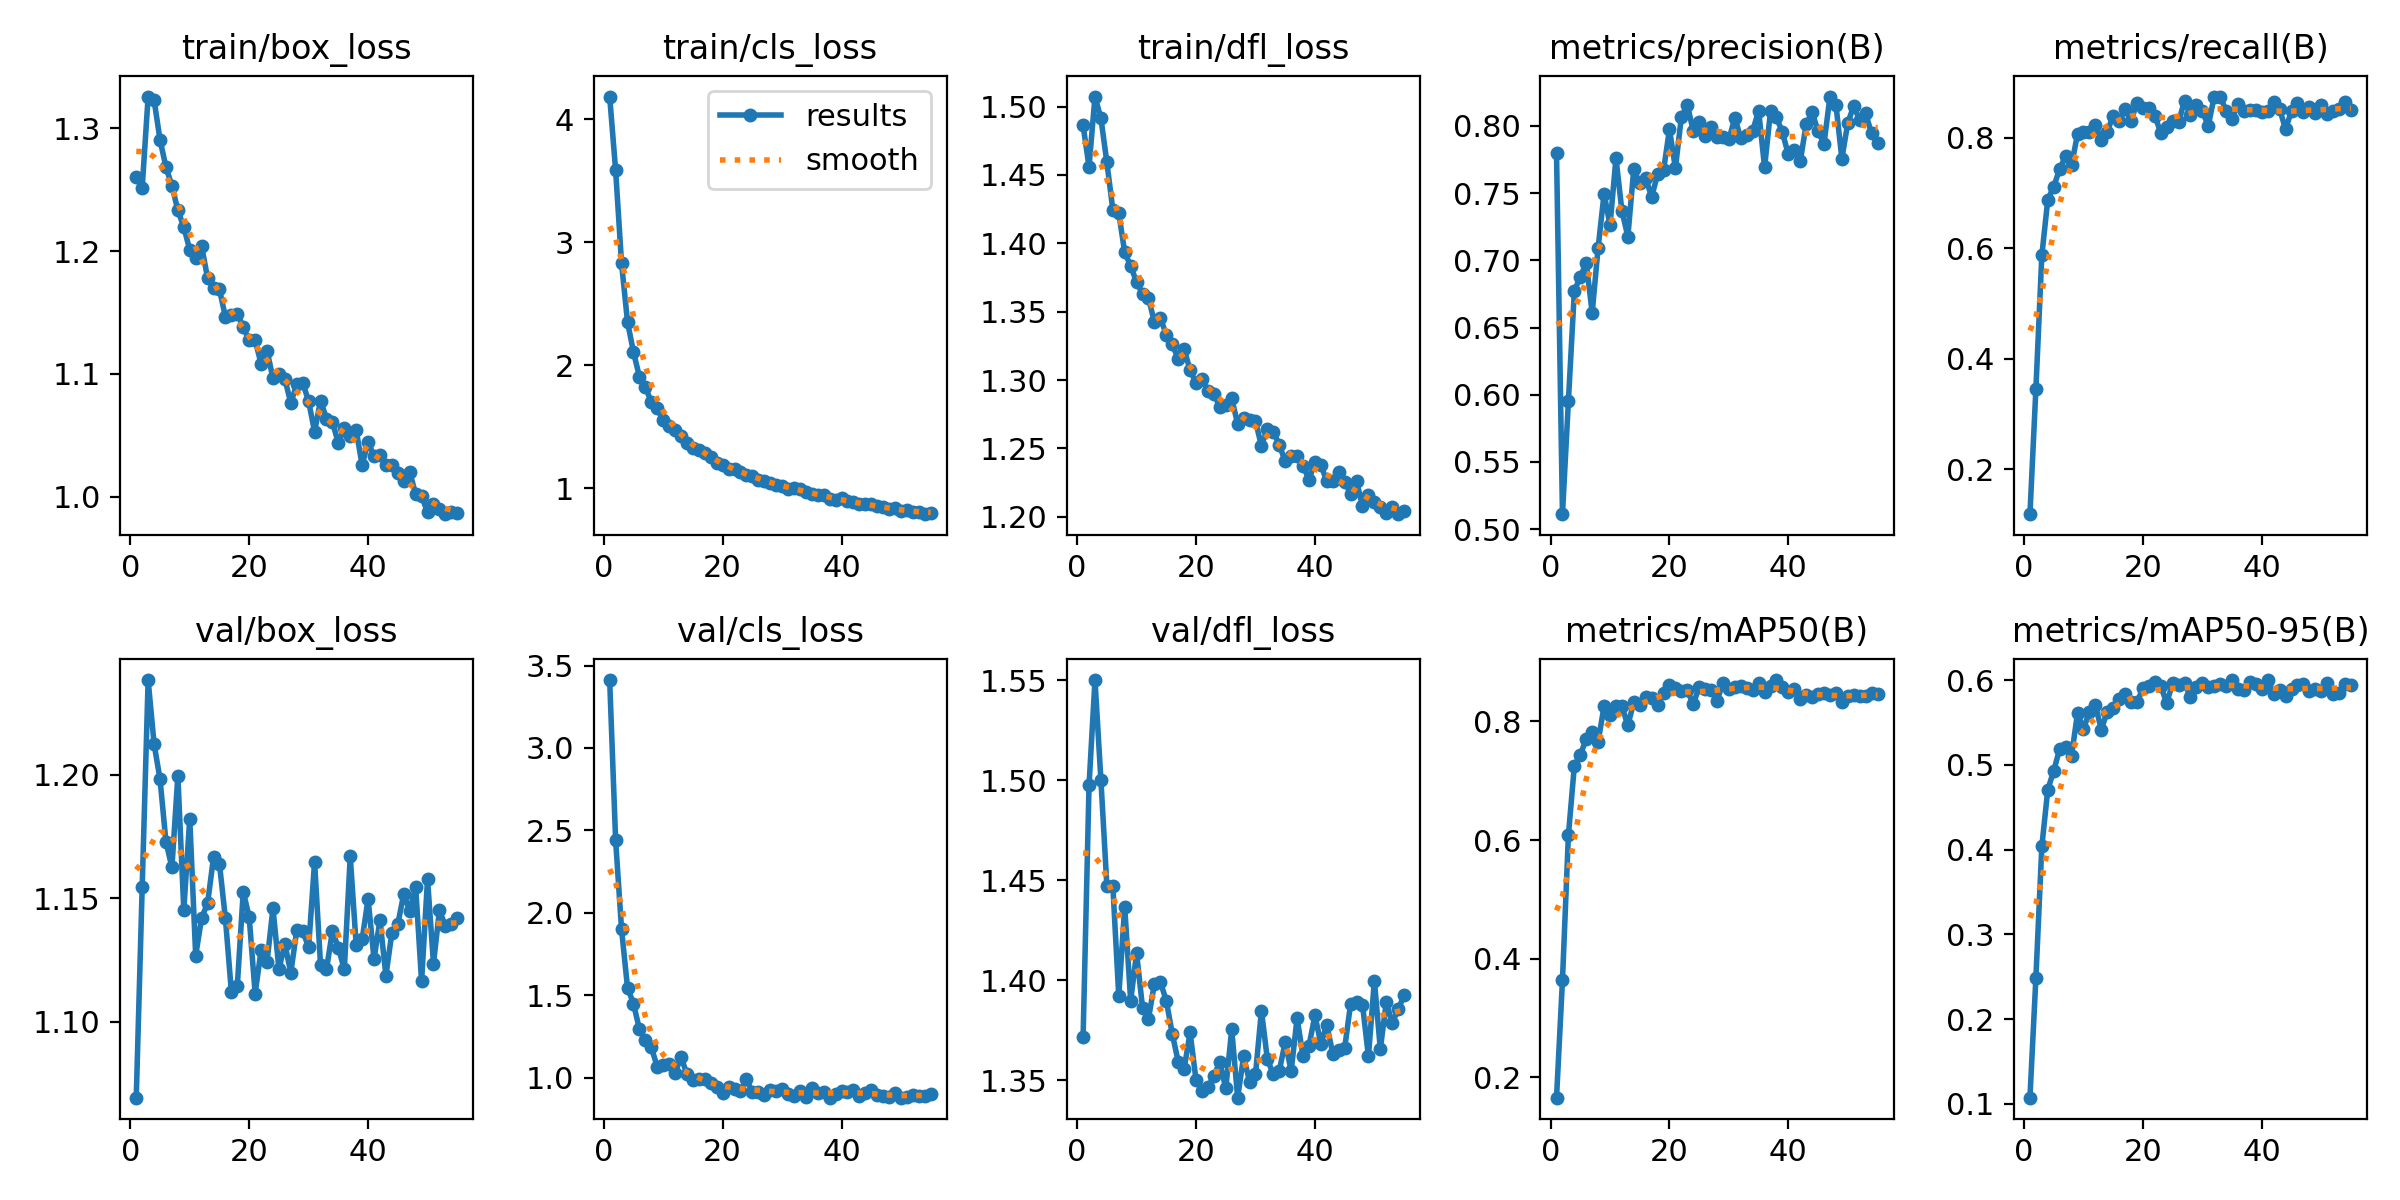 train/box_loss
1.3
1.2
1.1
1.0
0 20 40
train/cls_loss
results
smooth
4
3
2
1
0 20 40
train/dfl_loss
1.50
1.45
1.40
1.35
1.30
1.25
1.20
0 20 40
metrics/precision(B)
0.80
0.75
0.70
0.65
0.60
0.55
0.50
0 20 40
metrics/recall(B)
0.8
0.6
0.4
0.2
0 20 40
val/box_loss
1.20
1.15
1.10
0 20 40
val/cls_loss
3.5
3.0
2.5
2.0
1.5
1.0
0 20 40
val/dfl_loss
1.55
1.50
1.45
1.40
1.35
0 20 40
metrics/mAP50(B)
0.8
0.6
0.4
0.2
0 20 40
metrics/mAP50-95(B)
0.6
0.5
0.4
0.3
0.2
0.1
0 20 40